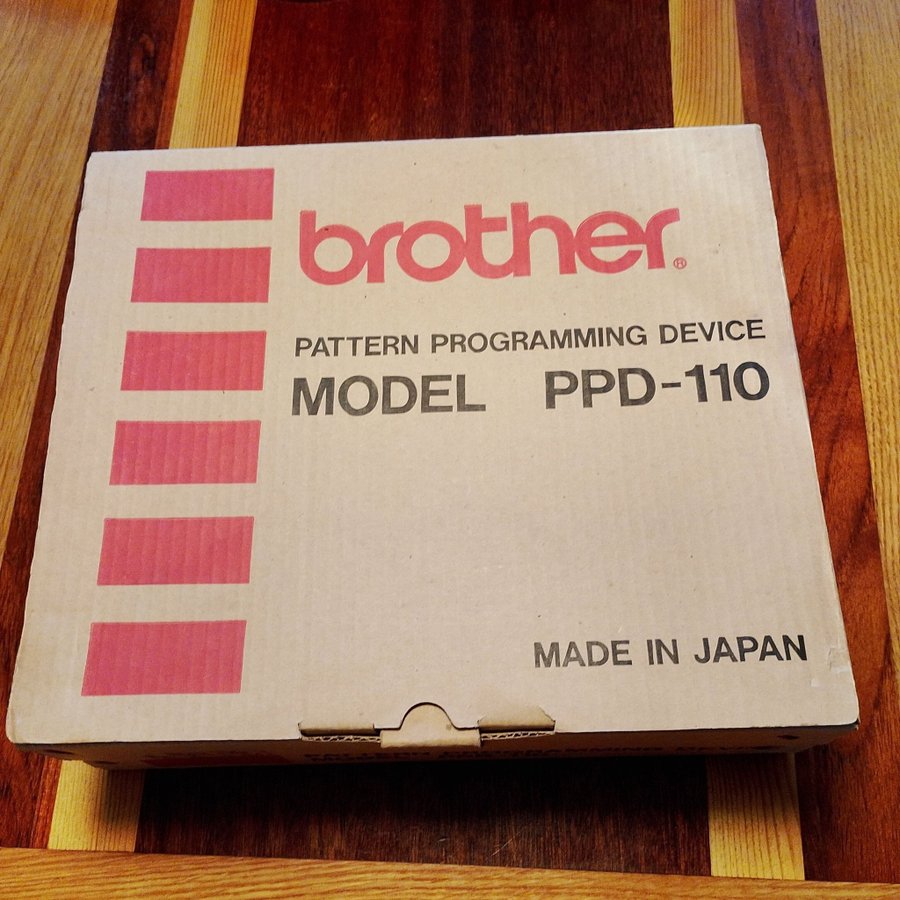 brother®
PATTERN PROGRAMMING DEVICE
MODEL PPD-110
MADE IN JAPAN